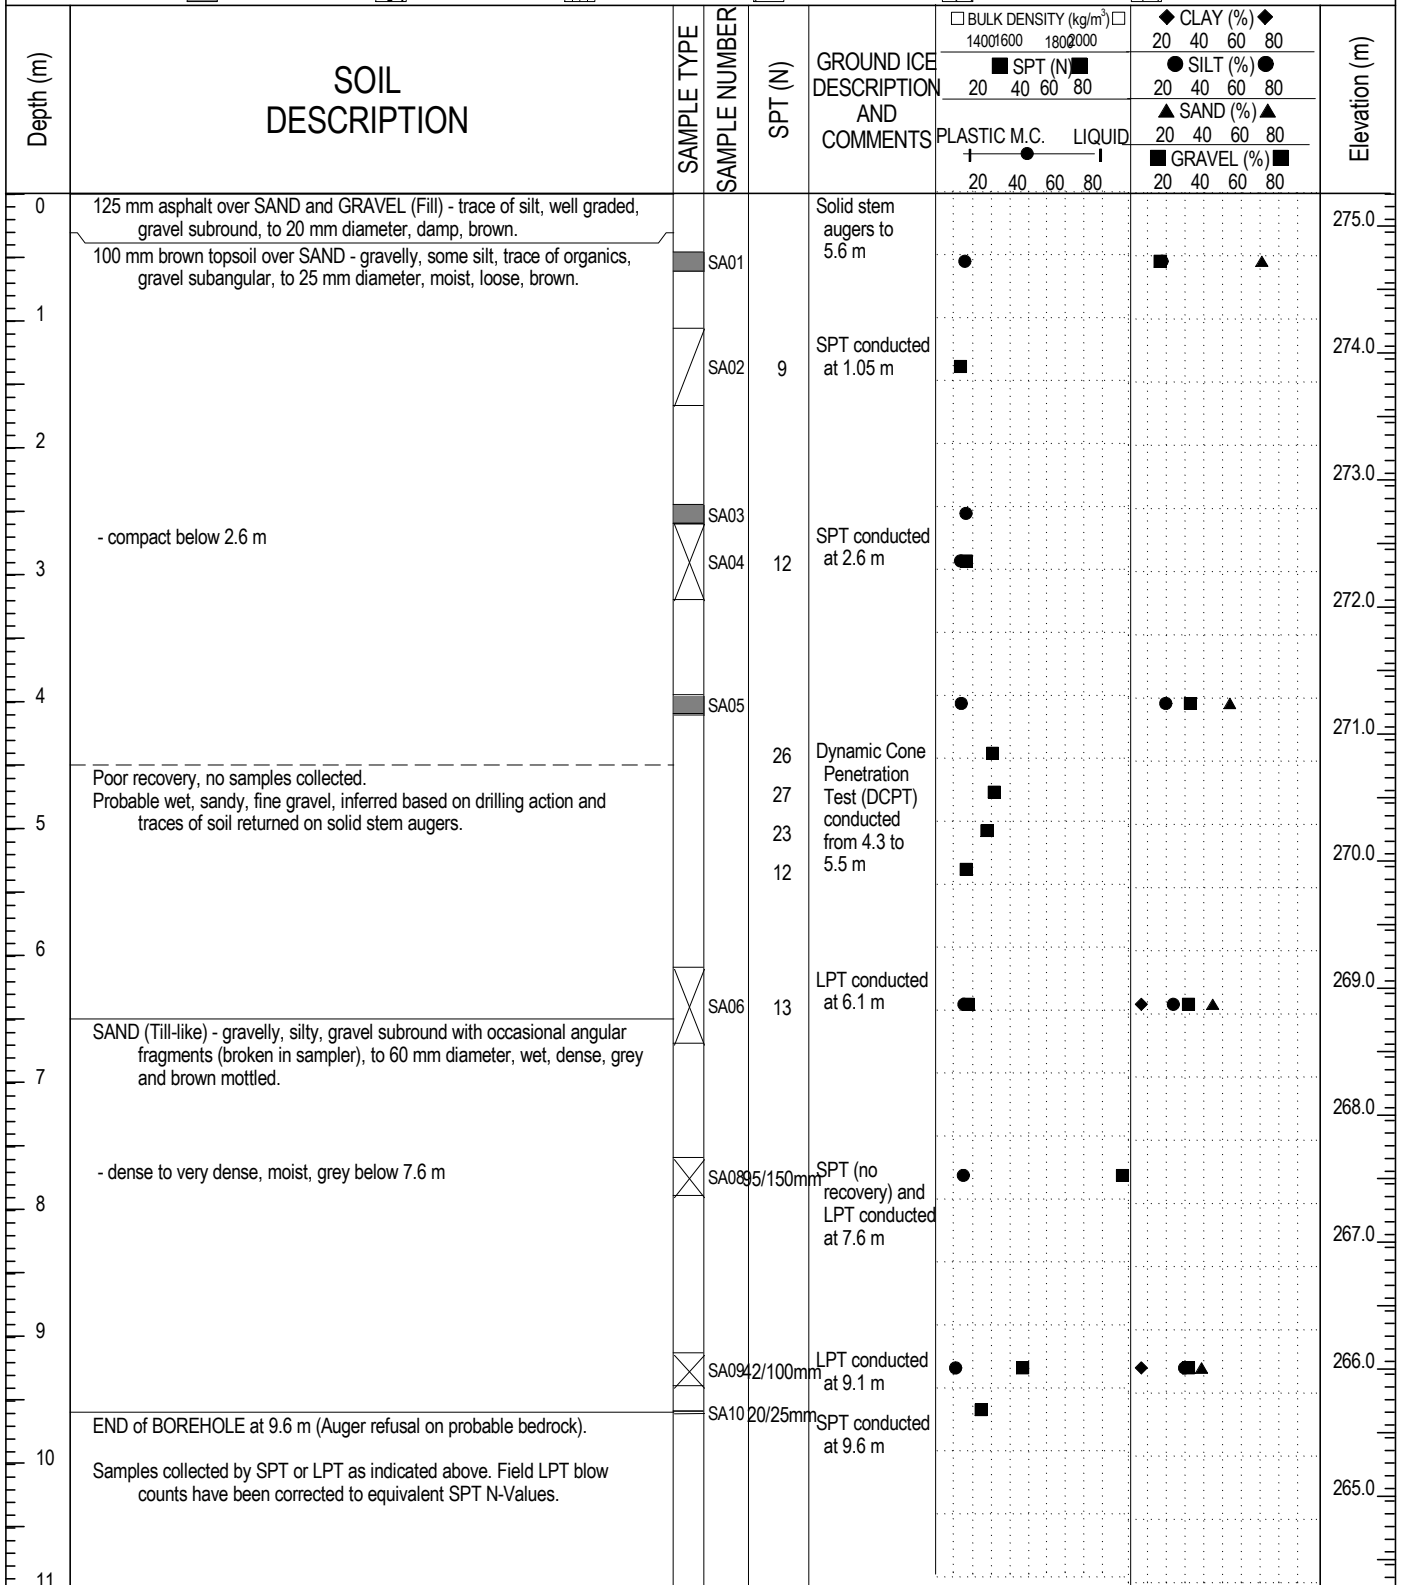 Depth (m)
SOIL
DESCRIPTION
SAMPLE TYPE
SAMPLE NUMBER
SPT (N)
GROUND ICE
DESCRIPTION
AND
COMMENTS
□ BULK DENSITY (kg/m³) □
1400 1600 1800 2000
■ SPT (N) ■
20 40 60 80
PLASTIC M.C. LIQUID
20 40 60 80
◆ CLAY (%) ◆
20 40 60 80
● SILT (%) ●
20 40 60 80
▲ SAND (%) ▲
20 40 60 80
■ GRAVEL (%) ■
20 40 60 80
Elevation (m)
0
1
2
3
4
5
6
7
8
9
10
11
125 mm asphalt over SAND and GRAVEL (Fill) - trace of silt, well graded,
gravel subround, to 20 mm diameter, damp, brown.
100 mm brown topsoil over SAND - gravelly, some silt, trace of organics,
gravel subangular, to 25 mm diameter, moist, loose, brown.
- compact below 2.6 m
Poor recovery, no samples collected.
Probable wet, sandy, fine gravel, inferred based on drilling action and
traces of soil returned on solid stem augers.
SAND (Till-like) - gravelly, silty, gravel subround with occasional angular
fragments (broken in sampler), to 60 mm diameter, wet, dense, grey
and brown mottled.
- dense to very dense, moist, grey below 7.6 m
END of BOREHOLE at 9.6 m (Auger refusal on probable bedrock).
Samples collected by SPT or LPT as indicated above. Field LPT blow
counts have been corrected to equivalent SPT N-Values.
SA01
SA02
SA03
SA04
SA05
SA06
SA08
SA09
SA10
9
12
26
27
23
12
13
95/150mm
42/100mm
20/25mm
Solid stem
augers to
5.6 m
SPT conducted
at 1.05 m
SPT conducted
at 2.6 m
Dynamic Cone
Penetration
Test (DCPT)
conducted
from 4.3 to
5.5 m
LPT conducted
at 6.1 m
SPT (no
recovery) and
LPT conducted
at 7.6 m
LPT conducted
at 9.1 m
SPT conducted
at 9.6 m
275.0
274.0
273.0
272.0
271.0
270.0
269.0
268.0
267.0
266.0
265.0